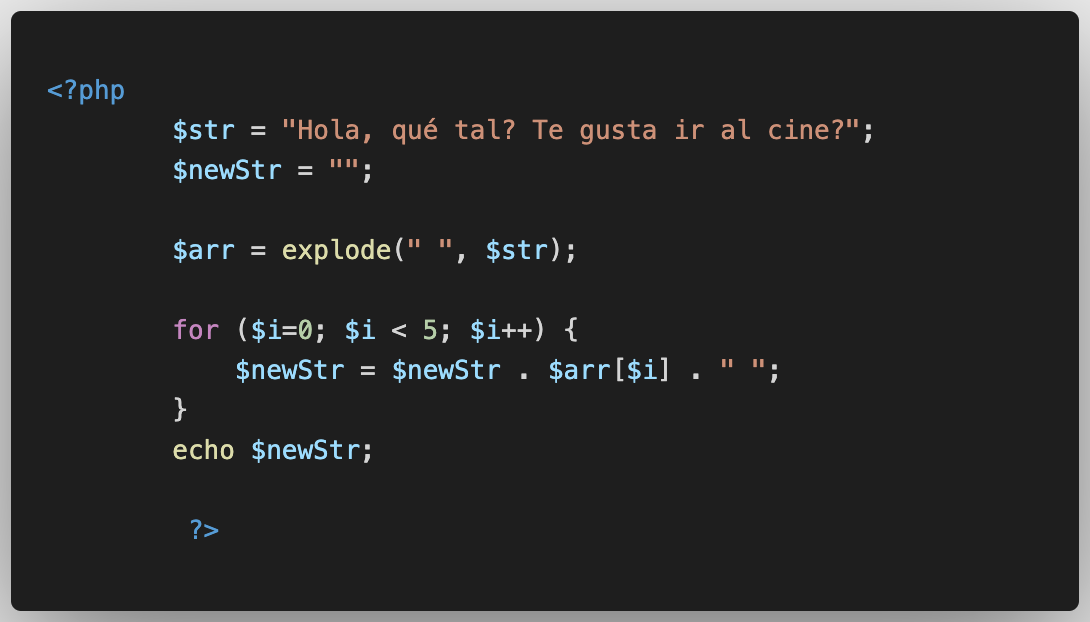 <?php
$str = "Hola, qué tal? Te gusta ir al cine?";
$newStr = "";
$arr = explode(" ", $str);
for ($i=0; $i < 5; $i++) {
$newStr = $newStr . $arr[$i] . " ";
}
echo $newStr;
?>